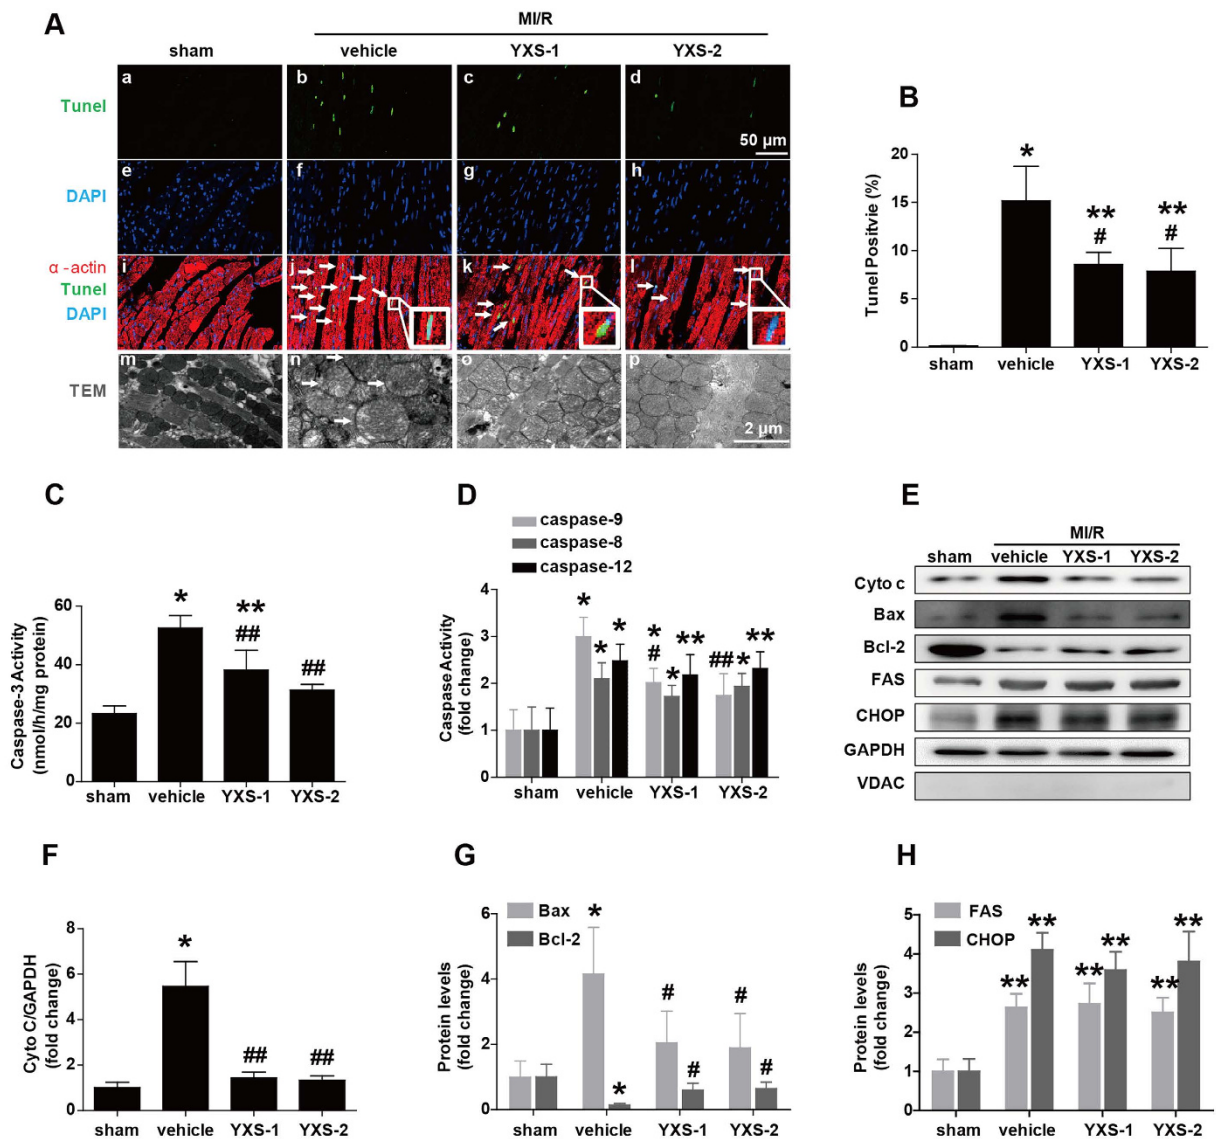 A
MI/R
sham vehicle YXS-1 YXS-2
Tunel
a b c d
50 μm
DAPI
e f g h
α-actin
Tunel
DAPI
i j k l
TEM
m n o p
2 μm
B
Tunel Positvie (%)
20
15
10
5
0
*
**
#
**
#
sham vehicle YXS-1 YXS-2
C
Caspase-3 Activity
(nmol/h/mg protein)
60
40
20
0
*
**
##
##
sham vehicle YXS-1 YXS-2
D
caspase-9
caspase-8
caspase-12
Caspase Activity
(fold change)
4
3
2
1
0
* * *
*
# * **
## * **
sham vehicle YXS-1 YXS-2
E
MI/R
sham vehicle YXS-1 YXS-2
Cyto c
Bax
Bcl-2
FAS
CHOP
GAPDH
VDAC
F
Cyto C/GAPDH
(fold change)
8
6
4
2
0
*
##
##
sham vehicle YXS-1 YXS-2
G
Bax
Bcl-2
Protein levels
(fold change)
6
4
2
0
* *
# #
# #
sham vehicle YXS-1 YXS-2
H
FAS
CHOP
Protein levels
(fold change)
5
4
3
2
1
0
** **
** **
** **
sham vehicle YXS-1 YXS-2